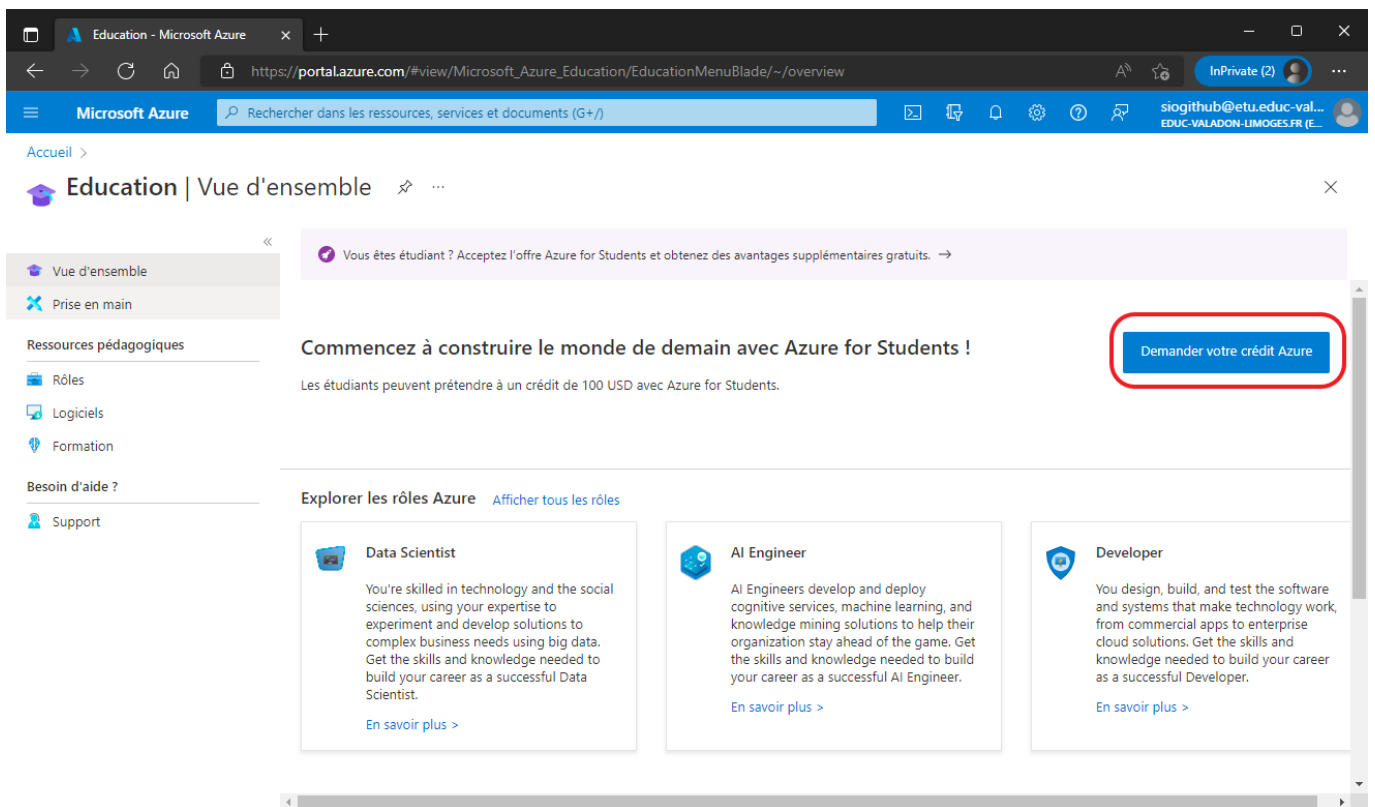 Education - Microsoft Azure
https://portal.azure.com/#view/Microsoft_Azure_Education/EducationMenuBlade/~/overview
InPrivate (2)
Microsoft Azure
Rechercher dans les ressources, services et documents (G+/)
siogithub@etu.educ-val...
EDUC-VALADON-LIMOGES.FR (E...
Accueil >
Education | Vue d'ensemble
Vous êtes étudiant ? Acceptez l'offre Azure for Students et obtenez des avantages supplémentaires gratuits. →
Vue d'ensemble
Prise en main
Ressources pédagogiques
Rôles
Logiciels
Formation
Besoin d'aide ?
Support
Commencez à construire le monde de demain avec Azure for Students !
Demander votre crédit Azure
Les étudiants peuvent prétendre à un crédit de 100 USD avec Azure for Students.
Explorer les rôles Azure Afficher tous les rôles
Data Scientist
You're skilled in technology and the social
sciences, using your expertise to
experiment and develop solutions to
complex business needs using big data.
Get the skills and knowledge needed to
build your career as a successful Data
Scientist.
En savoir plus >
AI Engineer
AI Engineers develop and deploy
cognitive services, machine learning, and
knowledge mining solutions to help their
organization stay ahead of the game. Get
the skills and knowledge needed to build
your career as a successful AI Engineer.
En savoir plus >
Developer
You design, build, and test the software
and systems that make technology work,
from commercial apps to enterprise
cloud solutions. Get the skills and
knowledge needed to build your career
as a successful Developer.
En savoir plus >